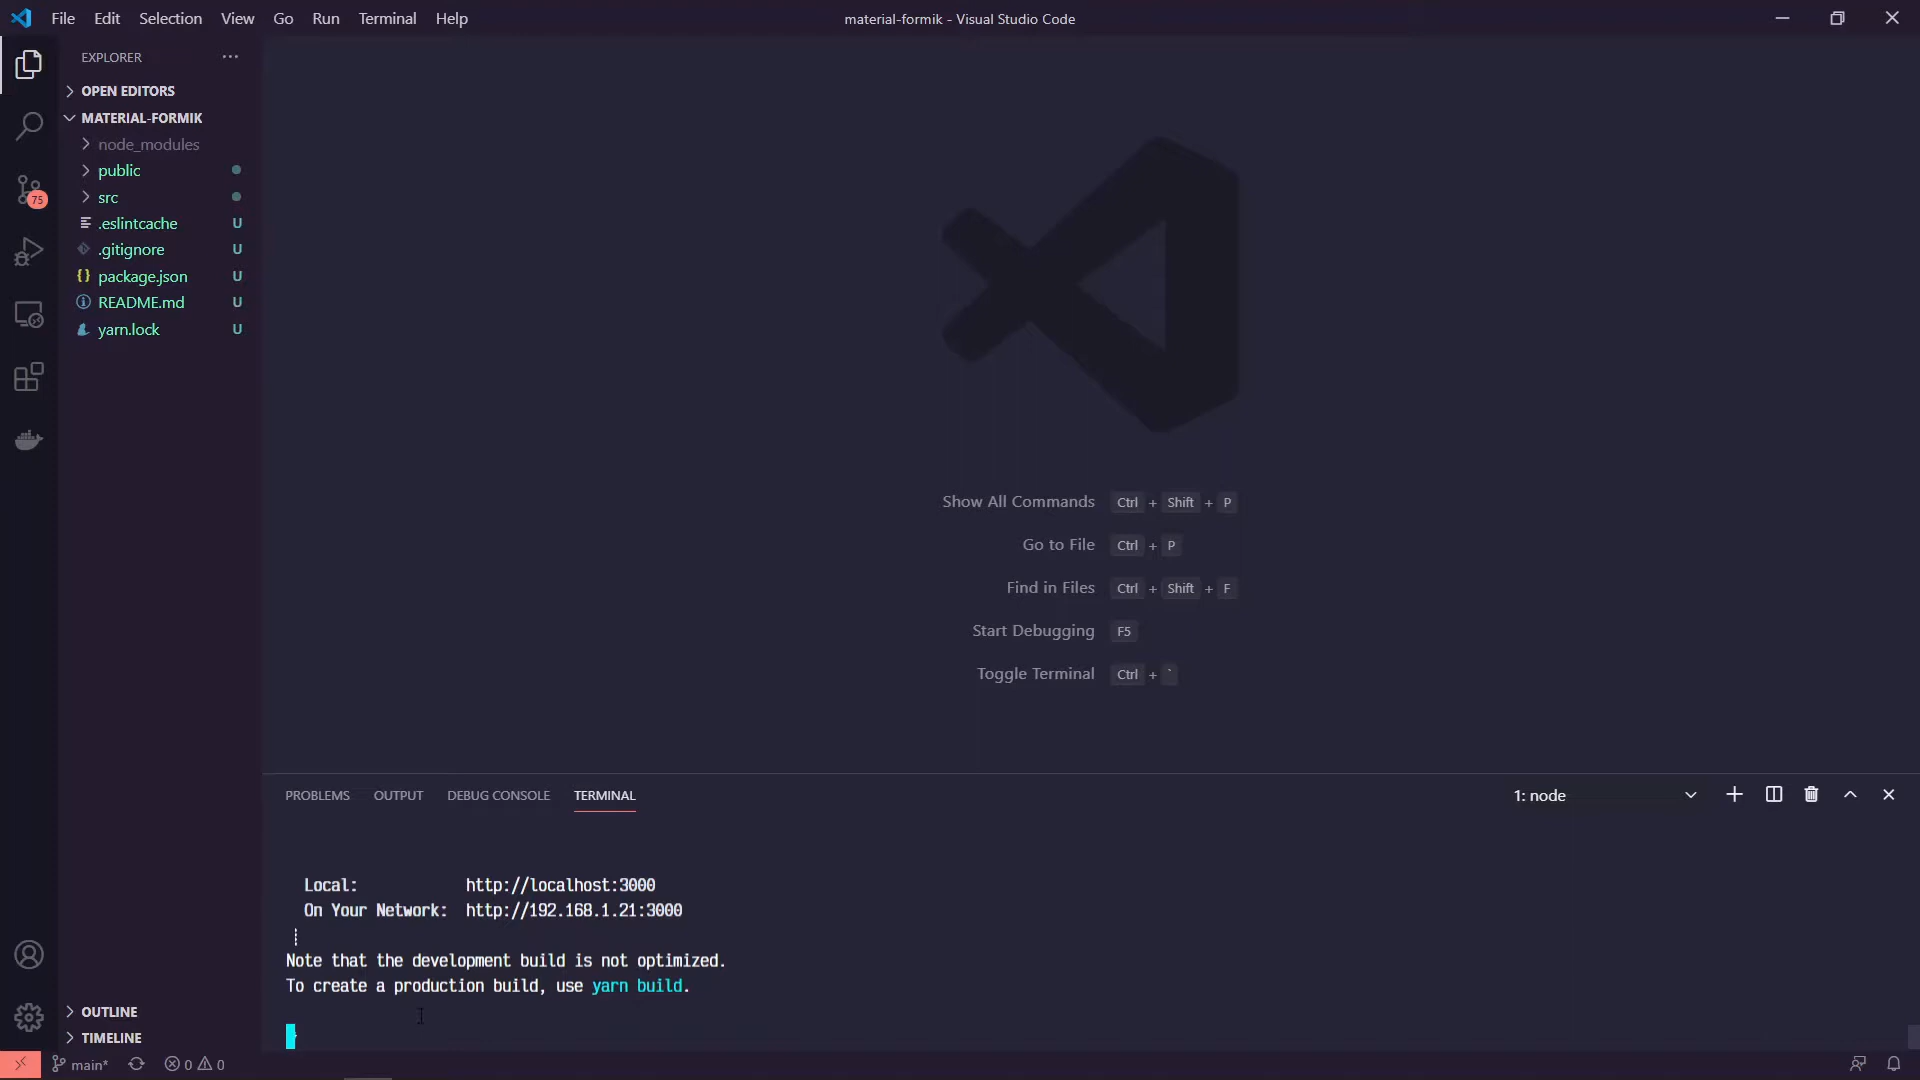 File Edit Selection View Go Run Terminal Help
material-formik - Visual Studio Code
EXPLORER
OPEN EDITORS
MATERIAL-FORMIK
node_modules
public
src
.eslintcache U
.gitignore U
package.json U
README.md U
yarn.lock U
75
Show All Commands Ctrl + Shift + P
Go to File Ctrl + P
Find in Files Ctrl + Shift + F
Start Debugging F5
Toggle Terminal Ctrl + `
PROBLEMS OUTPUT DEBUG CONSOLE TERMINAL
1: node
Local: http://localhost:3000
On Your Network: http://192.168.1.21:3000
Note that the development build is not optimized.
To create a production build, use yarn build.
OUTLINE
TIMELINE
main* 0 0